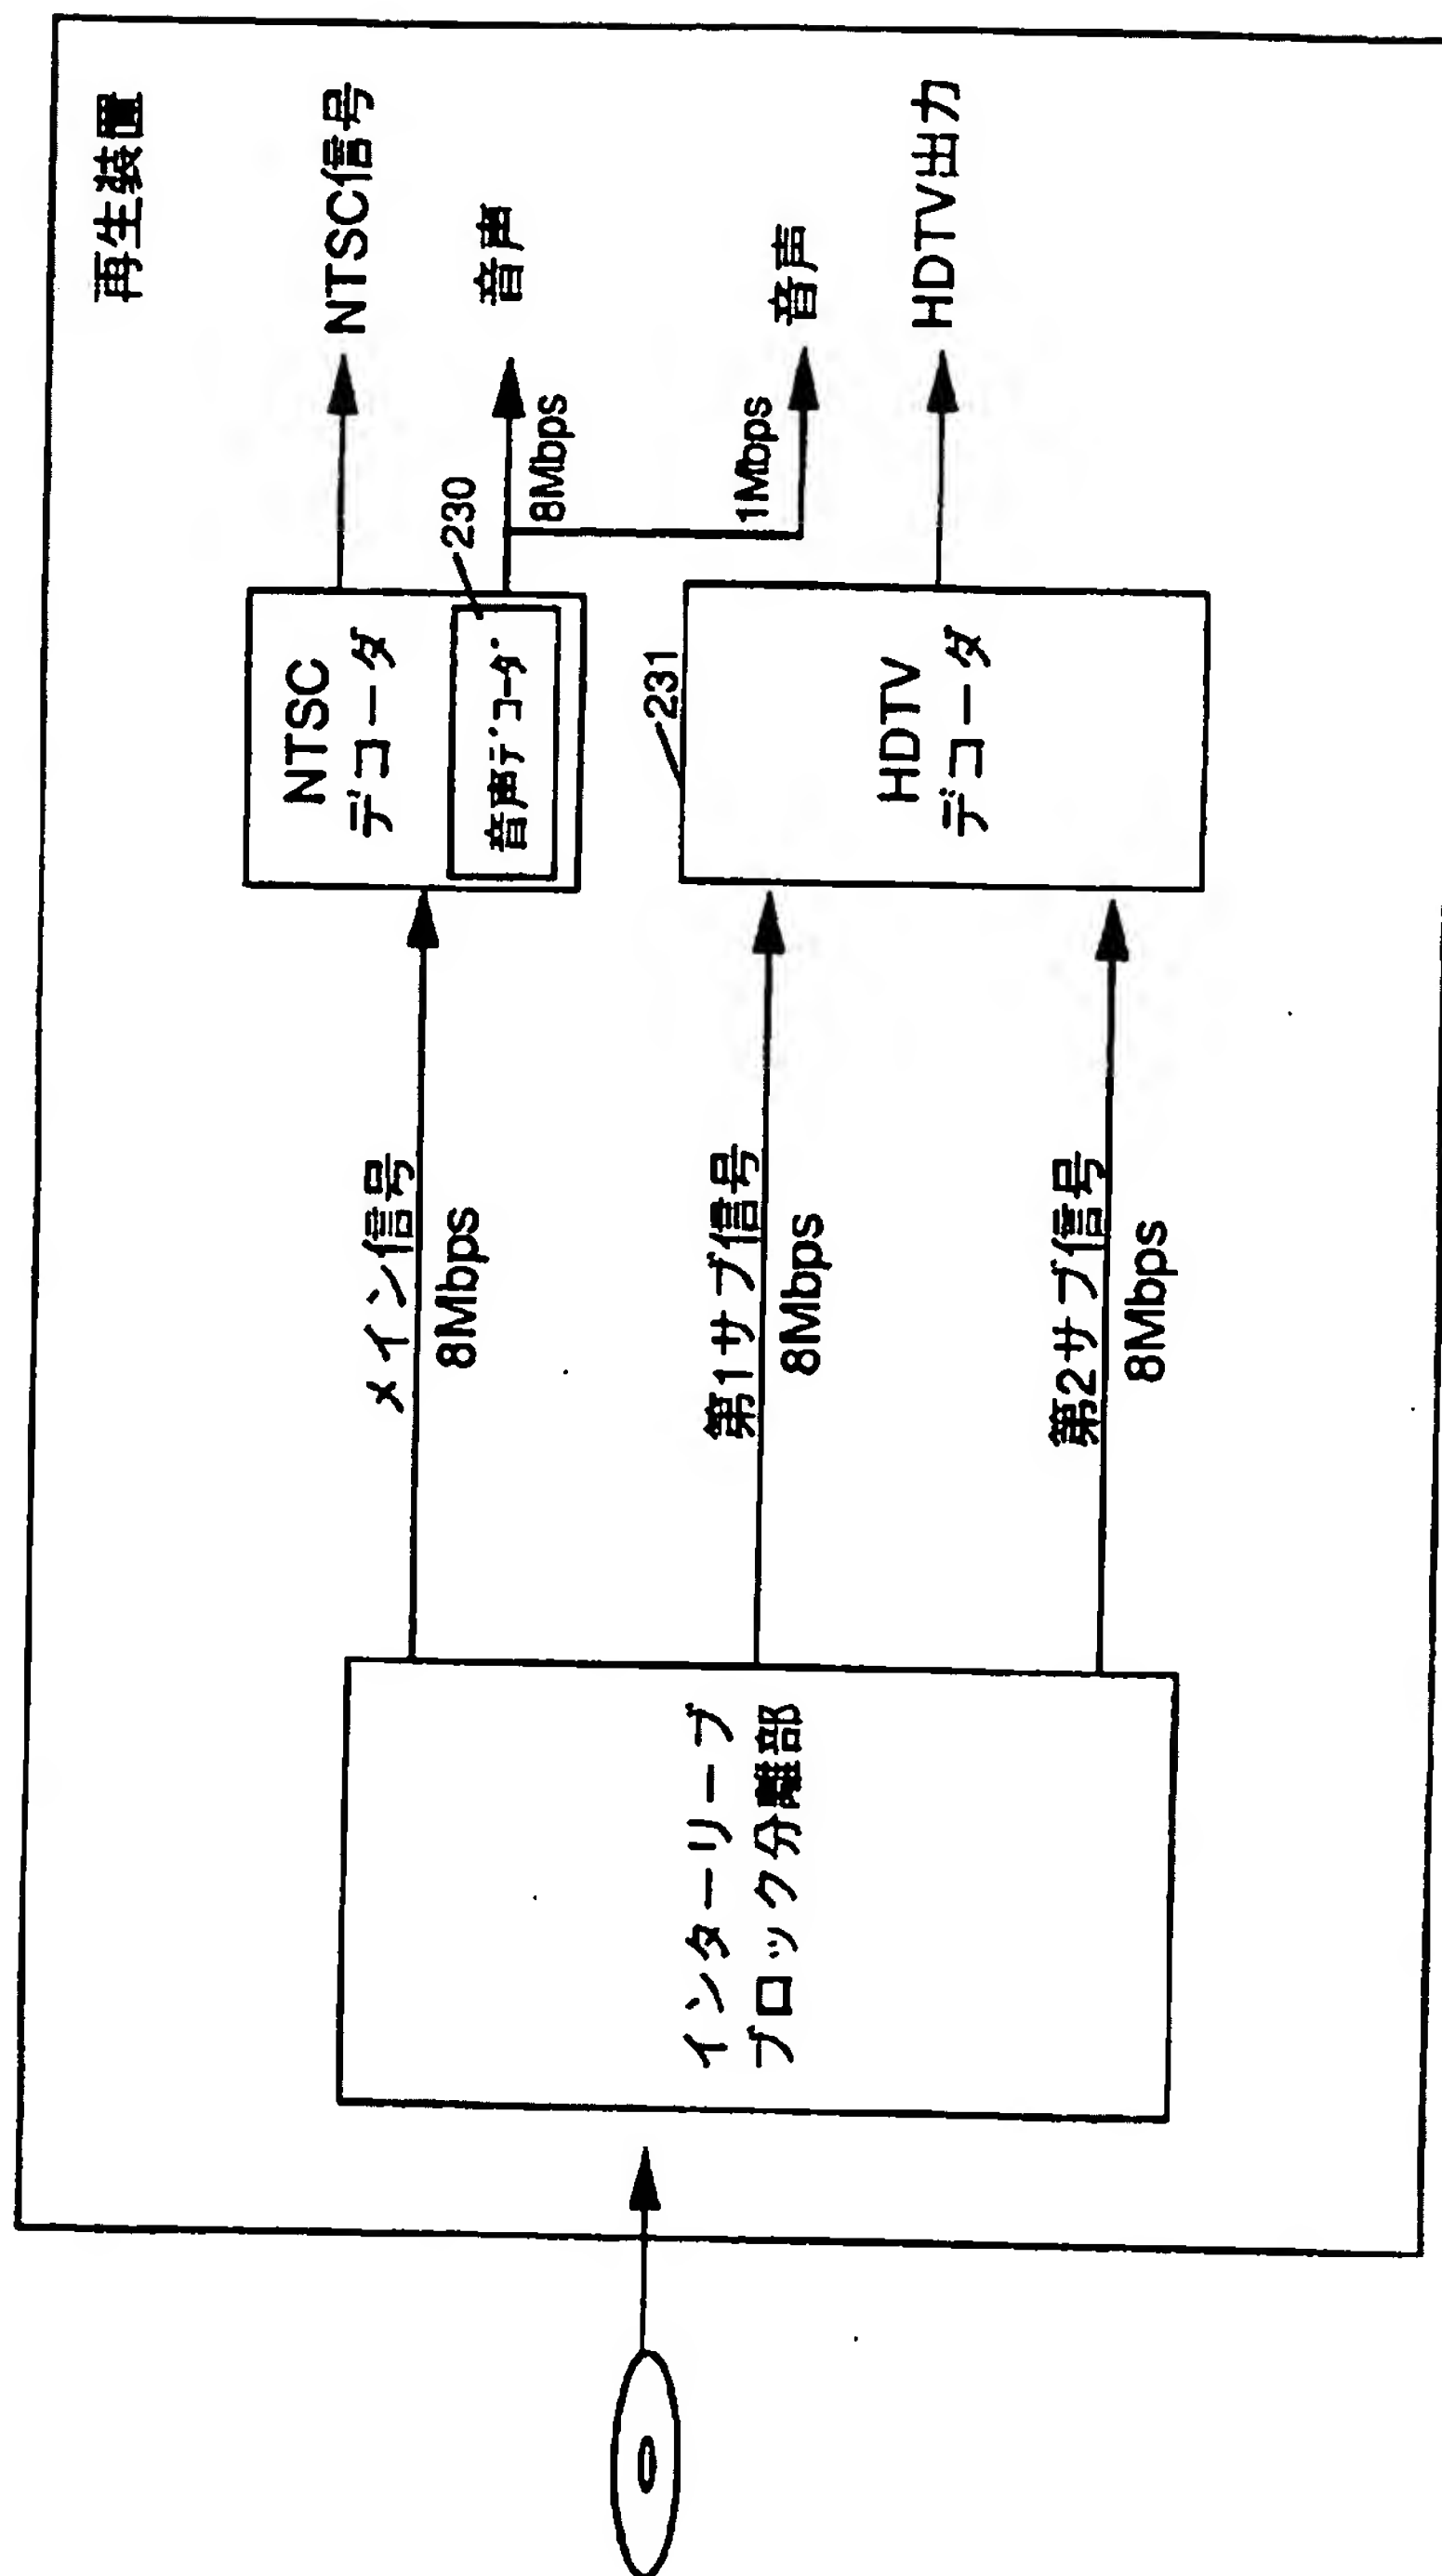 再生装置
インターリーブ
ブロック分離部
メイン信号
8Mbps
第1サブ信号
8Mbps
第2サブ信号
8Mbps
NTSC
デコーダ
音声デコーダ
230
231
HDTV
デコーダ
NTSC信号
音声
8Mbps
1Mbps
音声
HDTV出力